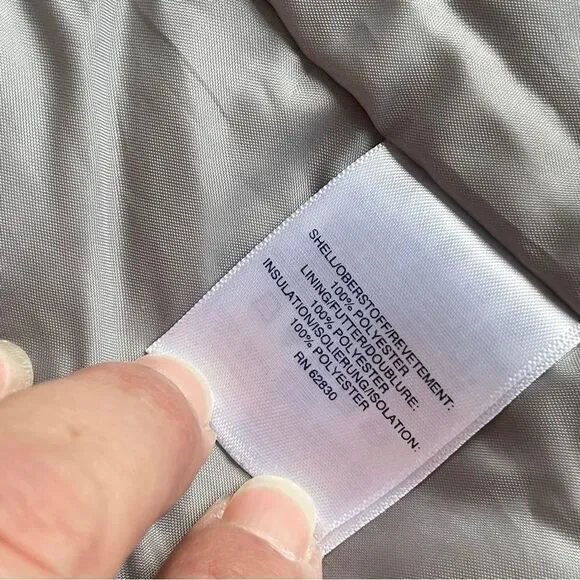 SHELL/OBERSTOFF/REVETEMENT:
100% POLYESTER
LINING/FUTTER/DOUBLURE:
100% POLYESTER
INSULATION/ISOLIERUNG/ISOLATION:
100% POLYESTER
RN 62830